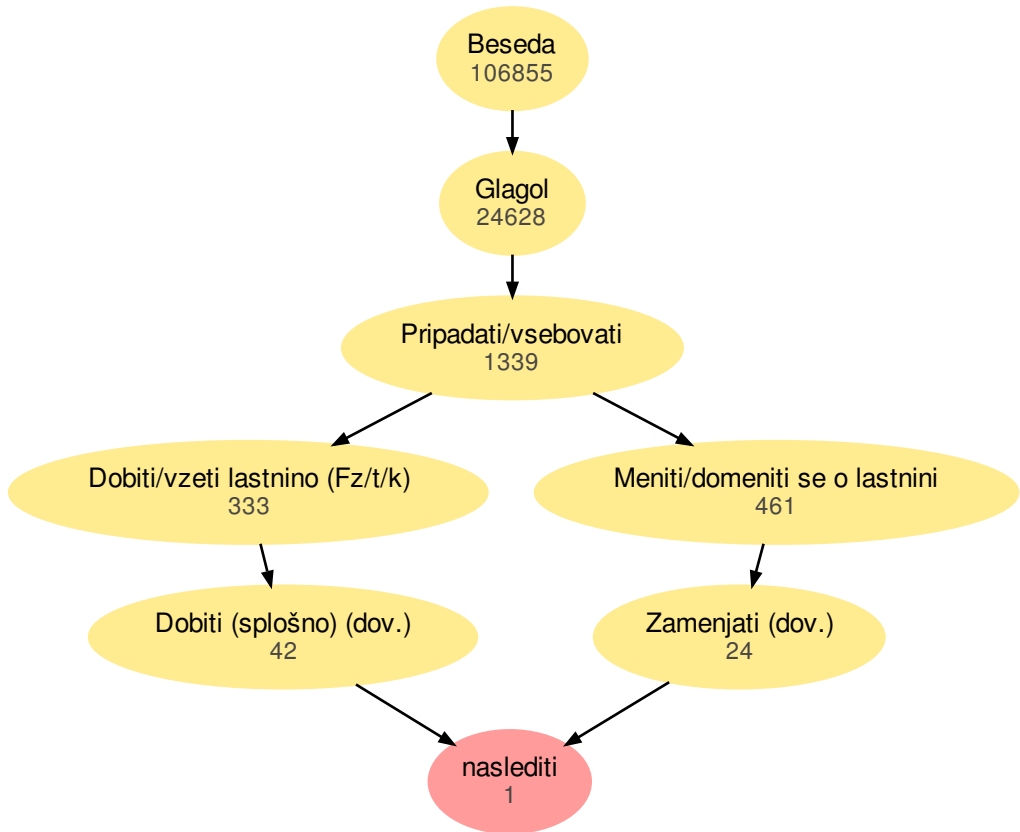 Beseda
106855
Glagol
24628
Pripadati/vsebovati
1339
Dobiti/vzeti lastnino (Fz/t/k)
333
Meniti/domeniti se o lastnini
461
Dobiti (splošno) (dov.)
42
Zamenjati (dov.)
24
naslediti
1